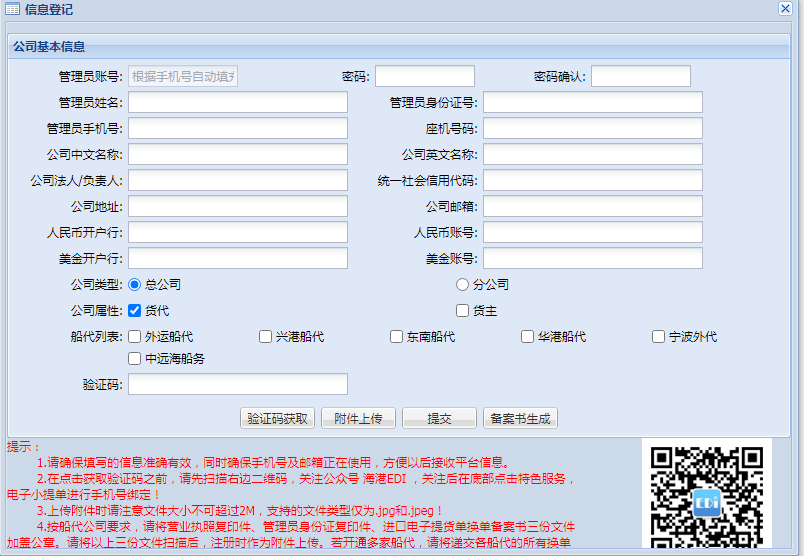 信息登记
公司基本信息
管理员账号: 根据手机号自动填充 密码: 密码确认:
管理员姓名: 管理员身份证号:
管理员手机号: 座机号码:
公司中文名称: 公司英文名称:
公司法人/负责人: 统一社会信用代码:
公司地址: 公司邮箱:
人民币开户行: 人民币账号:
美金开户行: 美金账号:
公司类型: 总公司 分公司
公司属性: 货代 货主
船代列表: 外运船代 兴港船代 东南船代 华港船代 宁波外代
中远海船务
验证码:
验证码获取 附件上传 提交 备案书生成
提示：
1.请确保填写的信息准确有效，同时确保手机号及邮箱正在使用，方便以后接收平台信息。
2.在点击获取验证码之前，请先扫描右边二维码，关注公众号 海港EDI ，关注后在底部点击特色服务，
电子小提单进行手机号绑定！
3.上传附件时请注意文件大小不可超过2M，支持的文件类型仅为.jpg和.jpeg！
4.按船代公司要求，请将营业执照复印件、管理员身份证复印件、进口电子提货单换单备案书三份文件
加盖公章。请将以上三份文件扫描后，注册时作为附件上传。若开通多家船代，请将递交各船代的所有换单
EDI